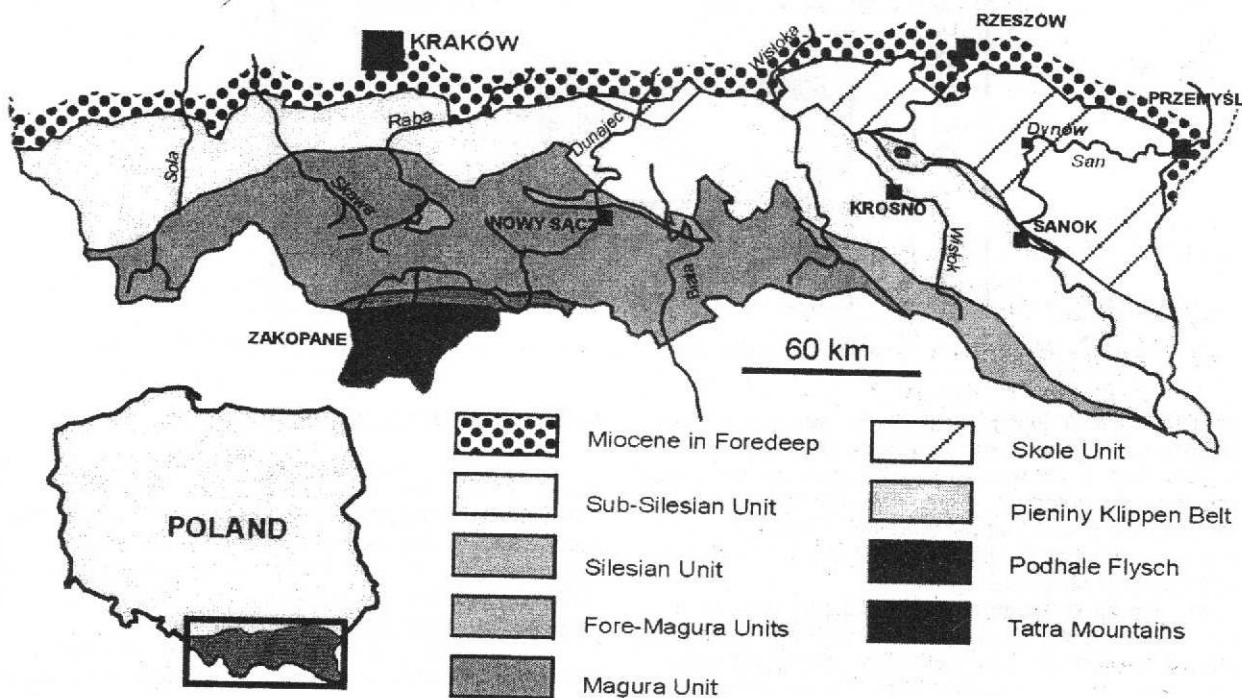 RZESZÓW
KRAKÓW
Wisłoka
PRZEMYŚL
Raba
Dunajec
Dynów
San
Soła
Skawa
KROSNO
NOWY SĄCZ
SANOK
Wisłok
Biała
ZAKOPANE
60 km
POLAND
Miocene in Foredeep
Sub-Silesian Unit
Silesian Unit
Fore-Magura Units
Magura Unit
Skole Unit
Pieniny Klippen Belt
Podhale Flysch
Tatra Mountains